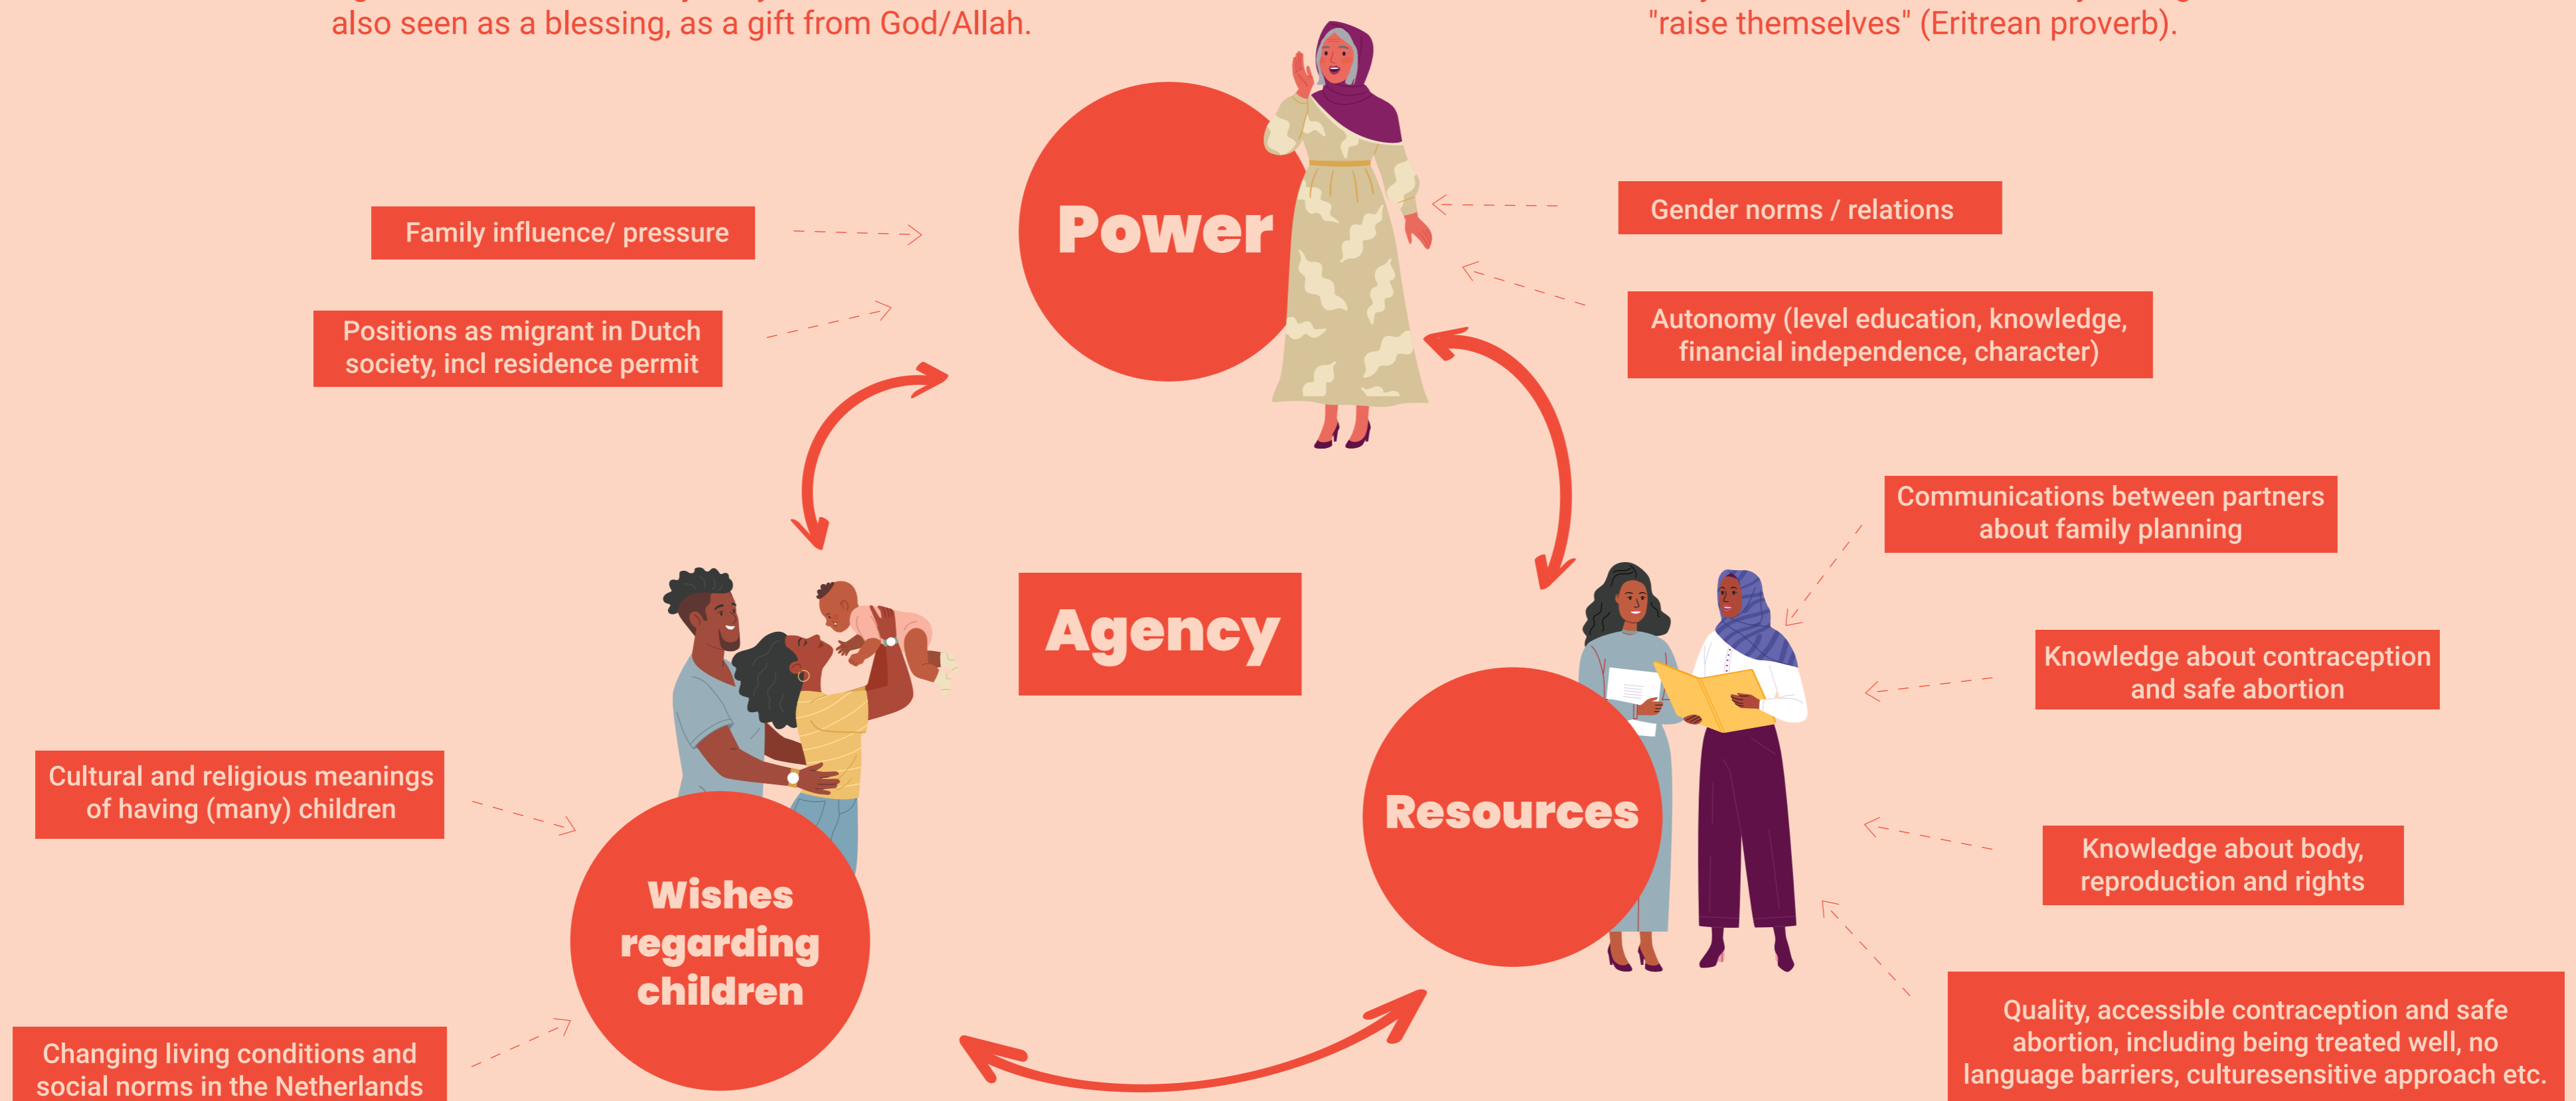 also seen as a blessing, as a gift from God/Allah.
"raise themselves" (Eritrean proverb).
Power
Family influence/ pressure
Positions as migrant in Dutch
society, incl residence permit
Gender norms / relations
Autonomy (level education, knowledge,
financial independence, character)
Agency
Communications between partners
about family planning
Knowledge about contraception
and safe abortion
Resources
Knowledge about body,
reproduction and rights
Quality, accessible contraception and safe
abortion, including being treated well, no
language barriers, culturesensitive approach etc.
Cultural and religious meanings
of having (many) children
Wishes
regarding
children
Changing living conditions and
social norms in the Netherlands